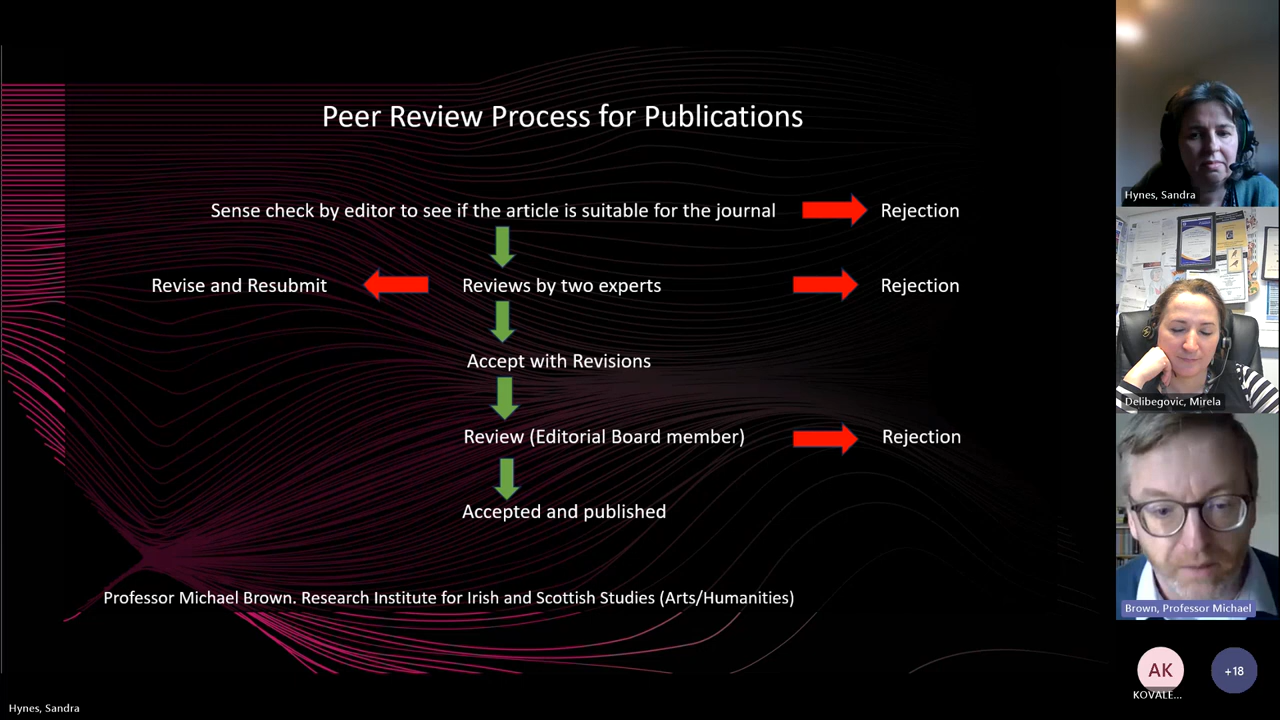 Peer Review Process for Publications
Sense check by editor to see if the article is suitable for the journal
Rejection
Revise and Resubmit
Reviews by two experts
Rejection
Accept with Revisions
Review (Editorial Board member)
Rejection
Accepted and published
Professor Michael Brown. Research Institute for Irish and Scottish Studies (Arts/Humanities)
Hynes, Sandra
Hynes, Sandra
Delibegovic, Mirela
Brown, Professor Michael
AK
KOVALE...
+18